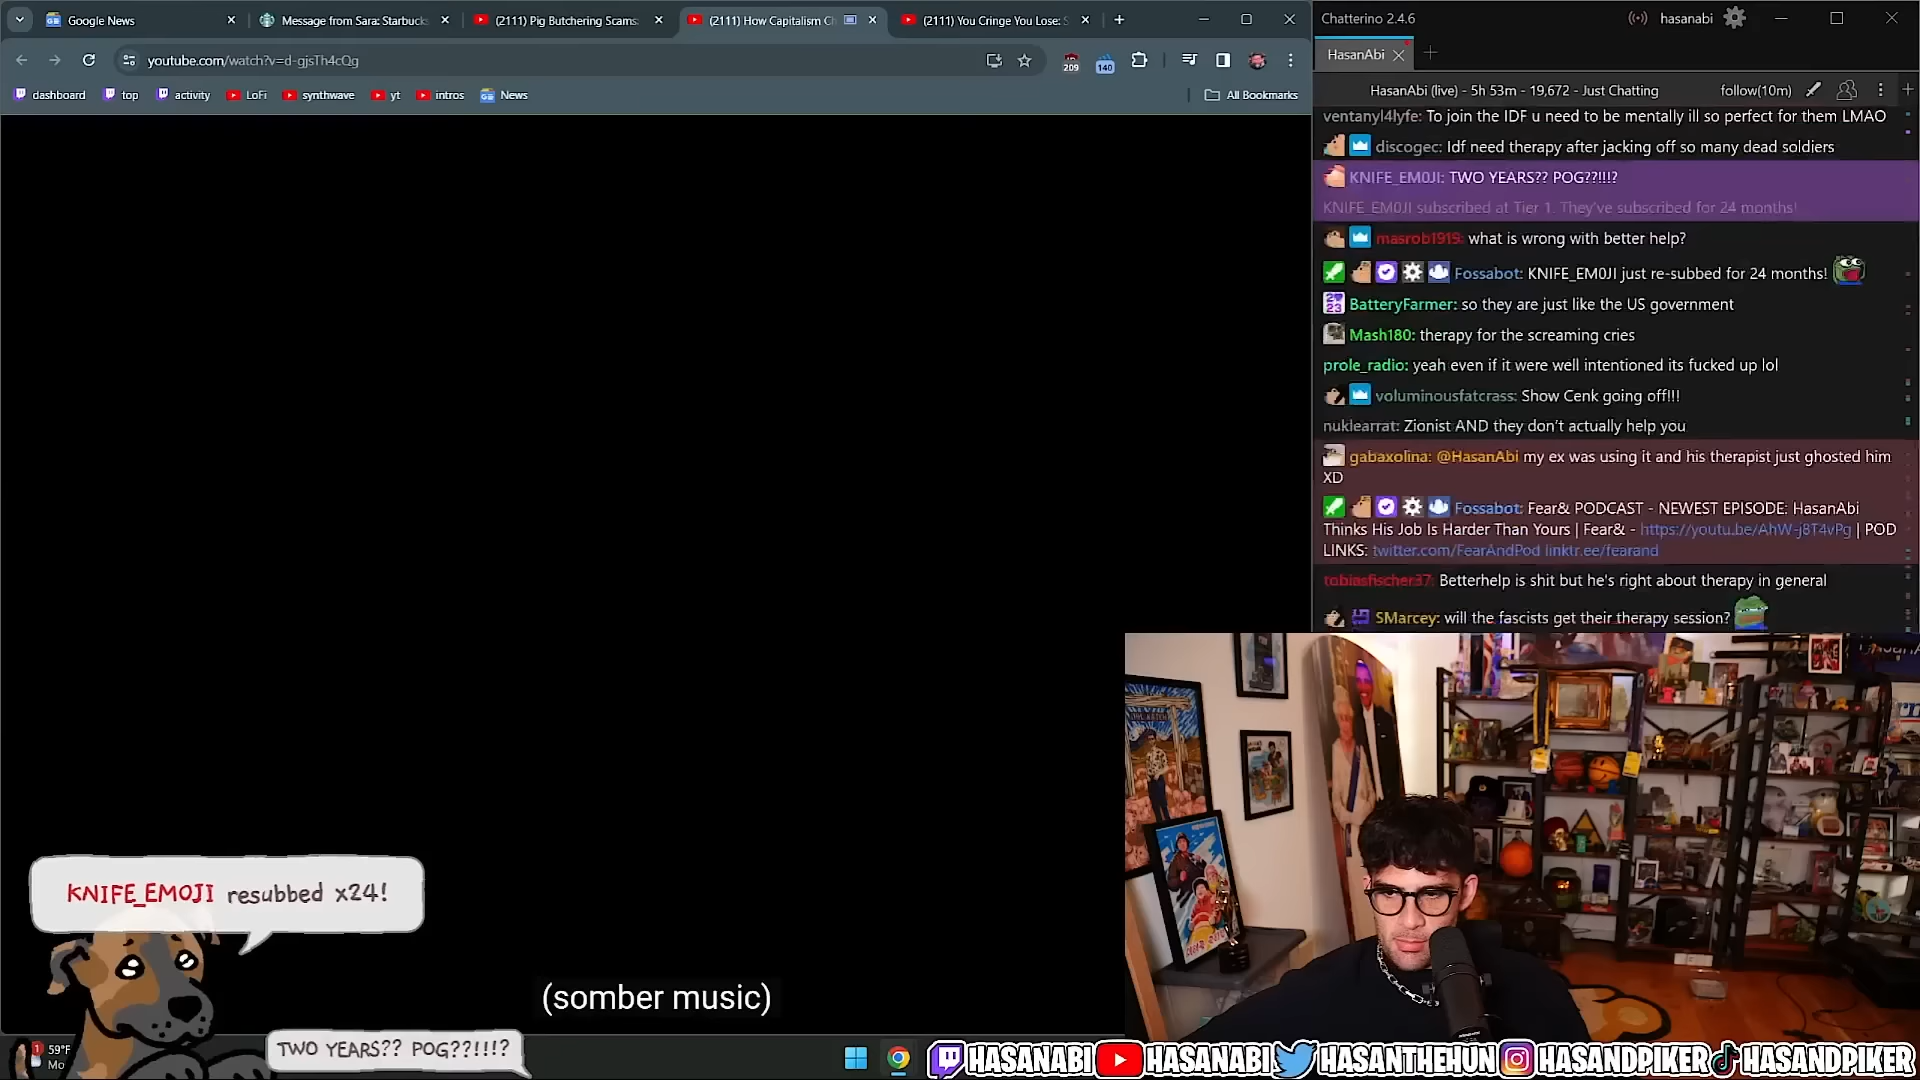 Google News
Message from Sara: Starbucks
(2111) Pig Butchering Scams:
(2111) How Capitalism Ch
(2111) You Cringe You Lose: S
youtube.com/watch?v=d-gjsTh4cQg
209
140
dashboard
top
activity
LoFi
synthwave
yt
intros
News
All Bookmarks
(somber music)
KNIFE_EMOJI resubbed x24!
TWO YEARS?? POG??!!!?
1
59°F
Mo
Chatterino 2.4.6
hasanabi
HasanAbi
HasanAbi (live) - 5h 53m - 19,672 - Just Chatting
follow(10m)
ventanyl4lyfe: To join the IDF u need to be mentally ill so perfect for them LMAO
discogec: Idf need therapy after jacking off so many dead soldiers
KNIFE_EM0JI: TWO YEARS?? POG??!!!?
KNIFE_EM0JI subscribed at Tier 1. They've subscribed for 24 months!
masrob1919: what is wrong with better help?
Fossabot: KNIFE_EM0JI just re-subbed for 24 months!
BatteryFarmer: so they are just like the US government
Mash180: therapy for the screaming cries
prole_radio: yeah even if it were well intentioned its fucked up lol
voluminousfatcrass: Show Cenk going off!!!
nuklearrat: Zionist AND they don't actually help you
gabaxolina: @HasanAbi my ex was using it and his therapist just ghosted him
XD
Fossabot: Fear& PODCAST - NEWEST EPISODE: HasanAbi
Thinks His Job Is Harder Than Yours | Fear& - https://youtu.be/AhW-j8T4vPg | POD
LINKS: twitter.com/FearAndPod linktr.ee/fearand
tobiasfischer37: Betterhelp is shit but he's right about therapy in general
SMarcey: will the fascists get their therapy session?
HASANABI
HASANABI
HASANTHEHUN
HASANDPIKER
HASANDPIKER